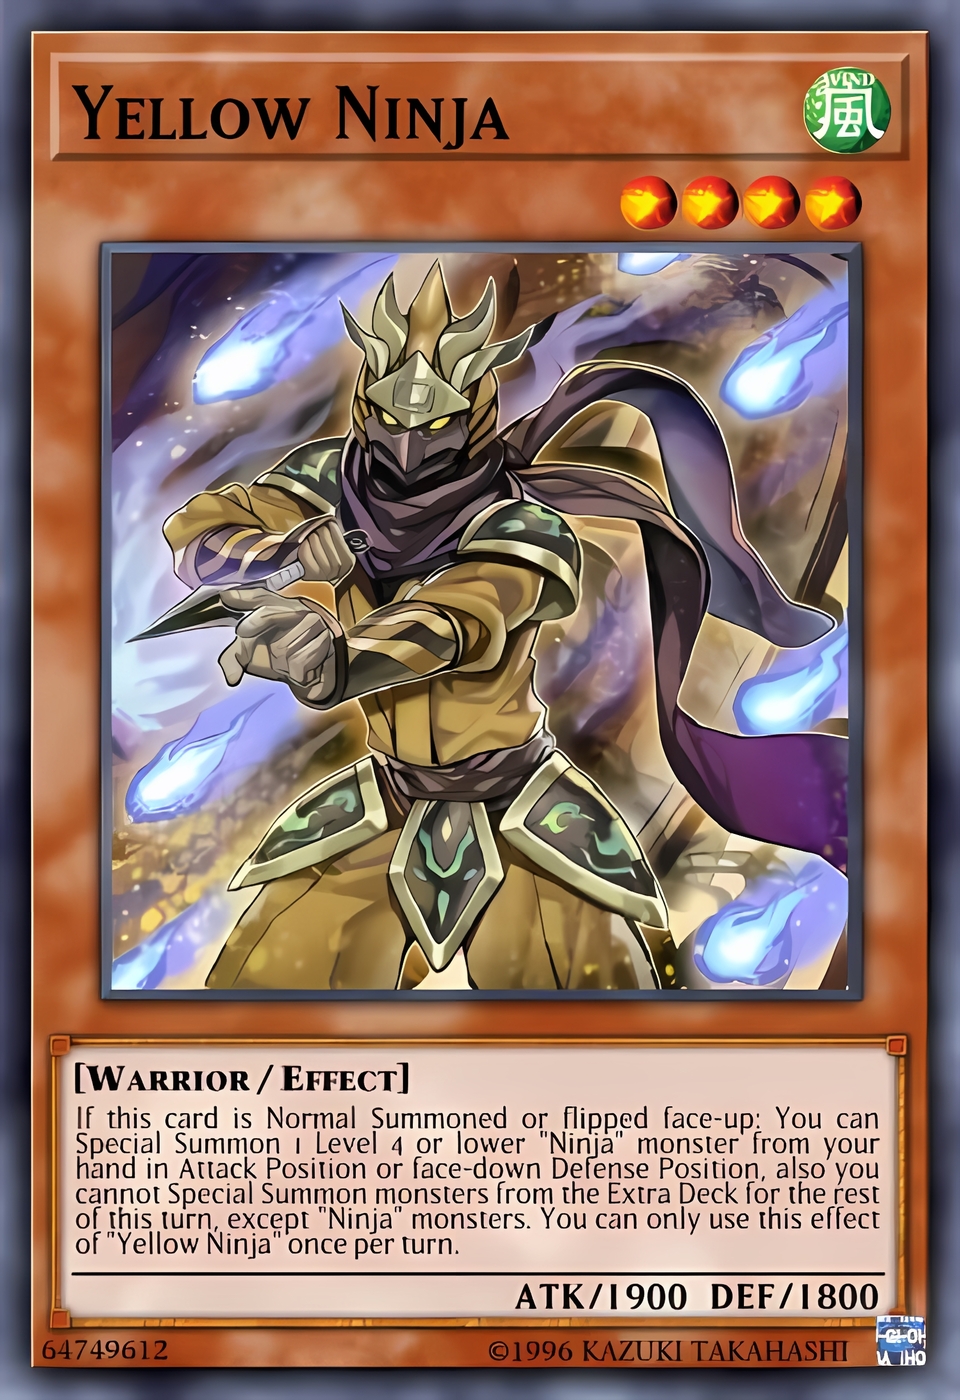 Yellow Ninja
WIND
風
[Warrior / Effect]
If this card is Normal Summoned or flipped face-up: You can
Special Summon 1 Level 4 or lower "Ninja" monster from your
hand in Attack Position or face-down Defense Position, also you
cannot Special Summon monsters from the Extra Deck for the rest
of this turn, except "Ninja" monsters. You can only use this effect
of "Yellow Ninja" once per turn.
ATK/1900 DEF/1800
64749612
©1996 KAZUKI TAKAHASHI